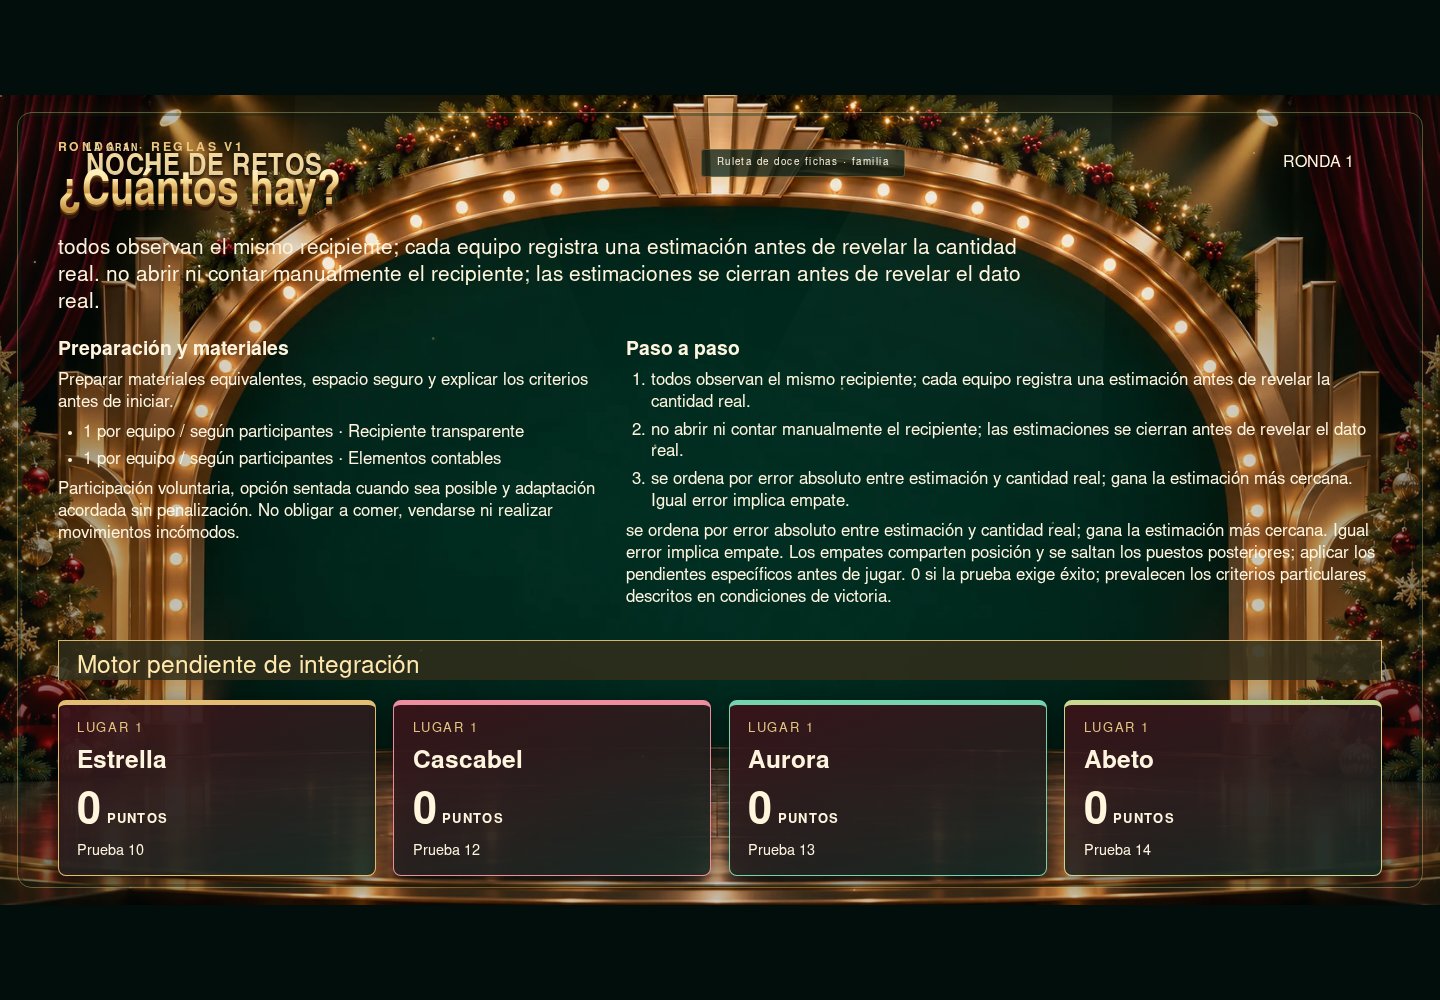 RONDA 1 · REGLAS V1
LA GRAN
NOCHE DE RETOS
¿Cuántos hay?
Ruleta de doce fichas · familia
RONDA 1
todos observan el mismo recipiente; cada equipo registra una estimación antes de revelar la cantidad
real. no abrir ni contar manualmente el recipiente; las estimaciones se cierran antes de revelar el dato
real.
Preparación y materiales
Preparar materiales equivalentes, espacio seguro y explicar los criterios
antes de iniciar.
• 1 por equipo / según participantes · Recipiente transparente
• 1 por equipo / según participantes · Elementos contables
Participación voluntaria, opción sentada cuando sea posible y adaptación
acordada sin penalización. No obligar a comer, vendarse ni realizar
movimientos incómodos.
Paso a paso
1. todos observan el mismo recipiente; cada equipo registra una estimación antes de revelar la
cantidad real.
2. no abrir ni contar manualmente el recipiente; las estimaciones se cierran antes de revelar el dato
real.
3. se ordena por error absoluto entre estimación y cantidad real; gana la estimación más cercana.
Igual error implica empate.
se ordena por error absoluto entre estimación y cantidad real; gana la estimación más cercana. Igual
error implica empate. Los empates comparten posición y se saltan los puestos posteriores; aplicar los
pendientes específicos antes de jugar. 0 si la prueba exige éxito; prevalecen los criterios particulares
descritos en condiciones de victoria.
Motor pendiente de integración
LUGAR 1
Estrella
0 PUNTOS
Prueba 10
LUGAR 1
Cascabel
0 PUNTOS
Prueba 12
LUGAR 1
Aurora
0 PUNTOS
Prueba 13
LUGAR 1
Abeto
0 PUNTOS
Prueba 14